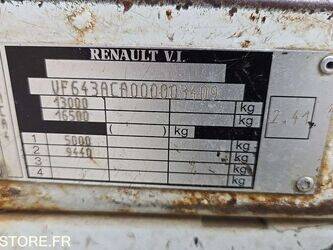 RENAULT V.I.
VF643ACA000003409
13000 kg
16500 kg
( ) kg
1 5000 kg
2 9440 kg
3 kg
4 kg
2.41
STORE.FR